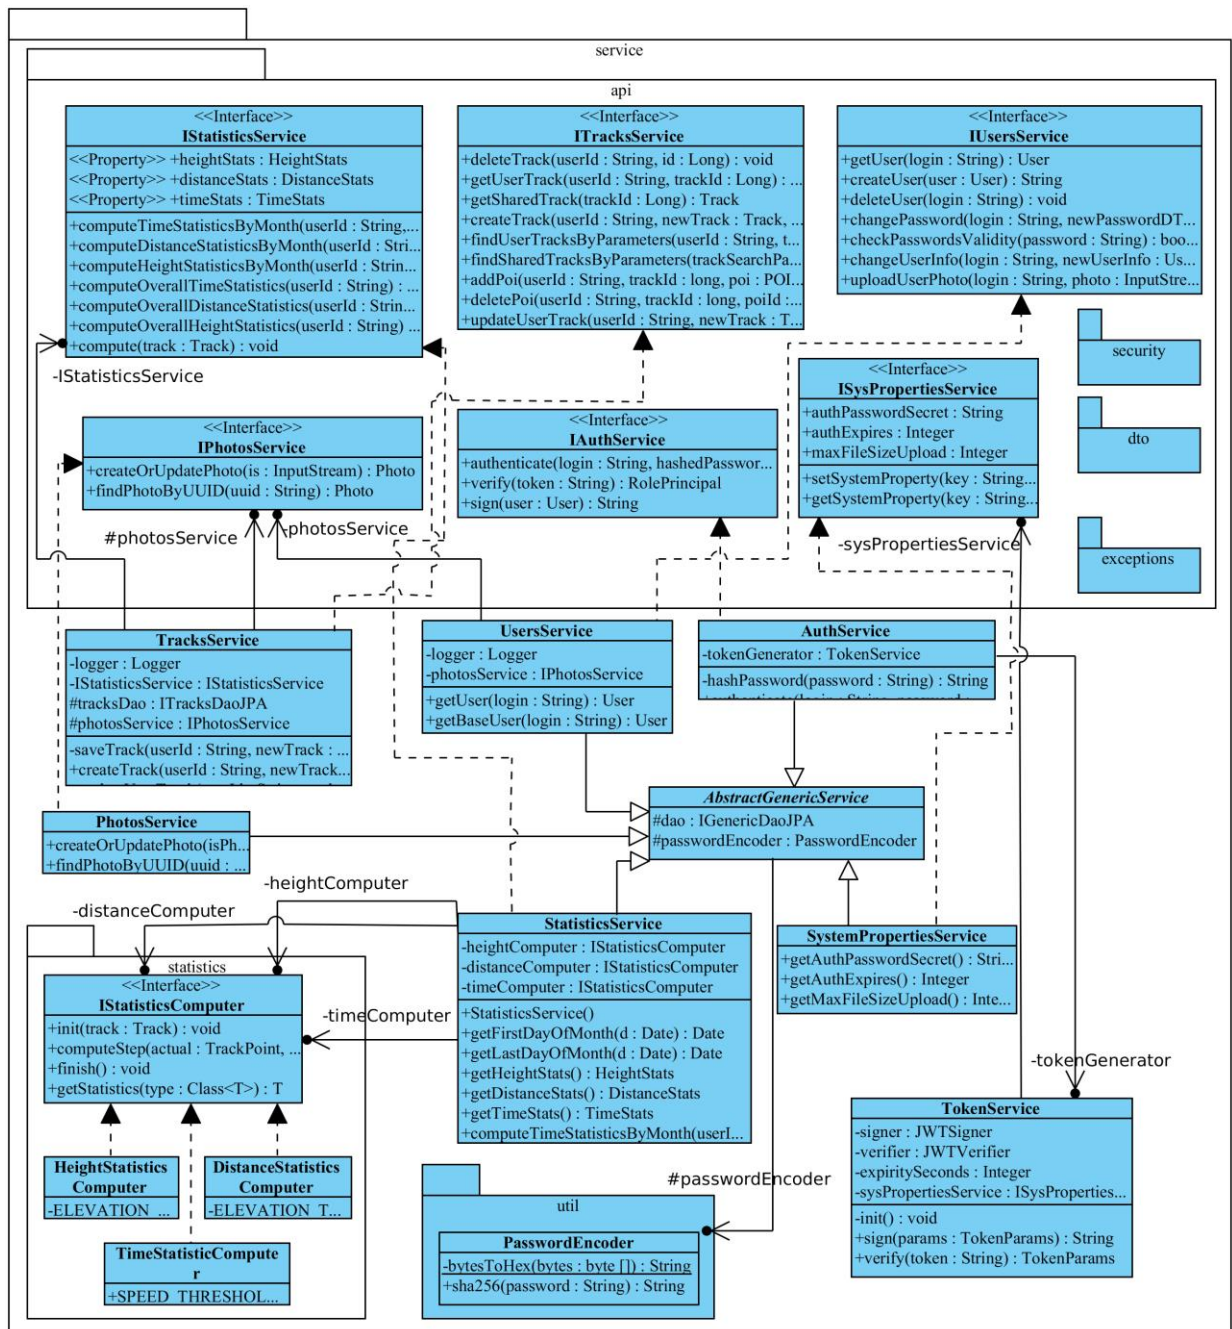 service
api
<<Interface>>
IStatisticsService
<<Property>> +heightStats : HeightStats
<<Property>> +distanceStats : DistanceStats
<<Property>> +timeStats : TimeStats
+computeTimeStatisticsByMonth(userId : String,...
+computeDistanceStatisticsByMonth(userId : Stri...
+computeHeightStatisticsByMonth(userId : Strin...
+computeOverallTimeStatistics(userId : String) : ...
+computeOverallDistanceStatistics(userId : Strin...
+computeOverallHeightStatistics(userId : String) ...
+compute(track : Track) : void
<<Interface>>
ITracksService
+deleteTrack(userId : String, id : Long) : void
+getUserTrack(userId : String, trackId : Long) : ...
+getSharedTrack(trackId : Long) : Track
+createTrack(userId : String, newTrack : Track, ...
+findUserTracksByParameters(userId : String, t...
+findSharedTracksByParameters(trackSearchPa...
+addPoi(userId : String, trackId : long, poi : POI...
+deletePoi(userId : String, trackId : long, poiId :...
+updateUserTrack(userId : String, newTrack : T...
<<Interface>>
IUsersService
+getUser(login : String) : User
+createUser(user : User) : String
+deleteUser(login : String) : void
+changePassword(login : String, newPasswordDT...
+checkPasswordsValidity(password : String) : boo...
+changeUserInfo(login : String, newUserInfo : Us...
+uploadUserPhoto(login : String, photo : InputStre...
security
dto
exceptions
-IStatisticsService
<<Interface>>
IPhotosService
+createOrUpdatePhoto(is : InputStream) : Photo
+findPhotoByUUID(uuid : String) : Photo
<<Interface>>
IAuthService
+authenticate(login : String, hashedPasswor...
+verify(token : String) : RolePrincipal
+sign(user : User) : String
<<Interface>>
ISysPropertiesService
+authPasswordSecret : String
+authExpires : Integer
+maxFileSizeUpload : Integer
+setSystemProperty(key : String...
+getSystemProperty(key : String...
#photosService
-photosService
-sysPropertiesService
TracksService
-logger : Logger
-IStatisticsService : IStatisticsService
#tracksDao : ITracksDaoJPA
#photosService : IPhotosService
-saveTrack(userId : String, newTrack : ...
+createTrack(userId : String, newTrack...
UsersService
-logger : Logger
-photosService : IPhotosService
+getUser(login : String) : User
+getBaseUser(login : String) : User
AuthService
-tokenGenerator : TokenService
-hashPassword(password : String) : String
PhotosService
+createOrUpdatePhoto(isPh...
+findPhotoByUUID(uuid : ...
AbstractGenericService
#dao : IGenericDaoJPA
#passwordEncoder : PasswordEncoder
-heightComputer
-distanceComputer
-timeComputer
StatisticsService
-heightComputer : IStatisticsComputer
-distanceComputer : IStatisticsComputer
-timeComputer : IStatisticsComputer
+StatisticsService()
+getFirstDayOfMonth(d : Date) : Date
+getLastDayOfMonth(d : Date) : Date
+getHeightStats() : HeightStats
+getDistanceStats() : DistanceStats
+getTimeStats() : TimeStats
+computeTimeStatisticsByMonth(userI...
SystemPropertiesService
+getAuthPasswordSecret() : Stri...
+getAuthExpires() : Integer
+getMaxFileSizeUpload() : Inte...
statistics
<<Interface>>
IStatisticsComputer
+init(track : Track) : void
+computeStep(actual : TrackPoint, ...
+finish() : void
+getStatistics(type : Class<T>) : T
HeightStatistics
Computer
-ELEVATION_...
DistanceStatistics
Computer
-ELEVATION_T...
TimeStatisticCompute
r
+SPEED_THRESHOL...
-tokenGenerator
TokenService
-signer : JWTSigner
-verifier : JWTVerifier
-expiritySeconds : Integer
-sysPropertiesService : ISysProperties...
-init() : void
+sign(params : TokenParams) : String
+verify(token : String) : TokenParams
#passwordEncoder
util
PasswordEncoder
-bytesToHex(bytes : byte []) : String
+sha256(password : String) : String